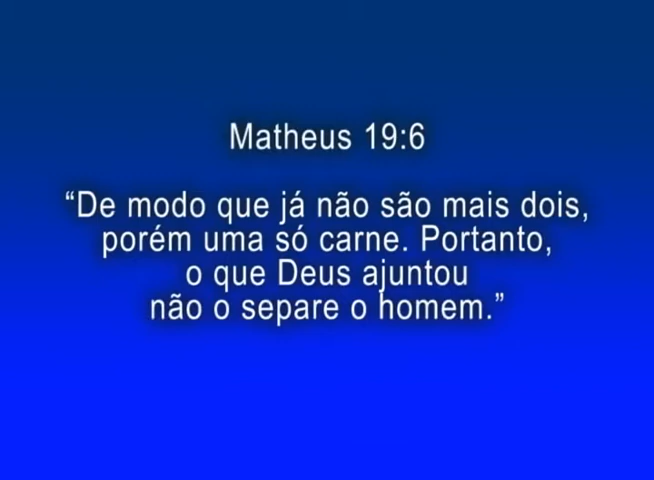 Matheus 19:6
“De modo que já não são mais dois,
porém uma só carne. Portanto,
o que Deus ajuntou
não o separe o homem.”